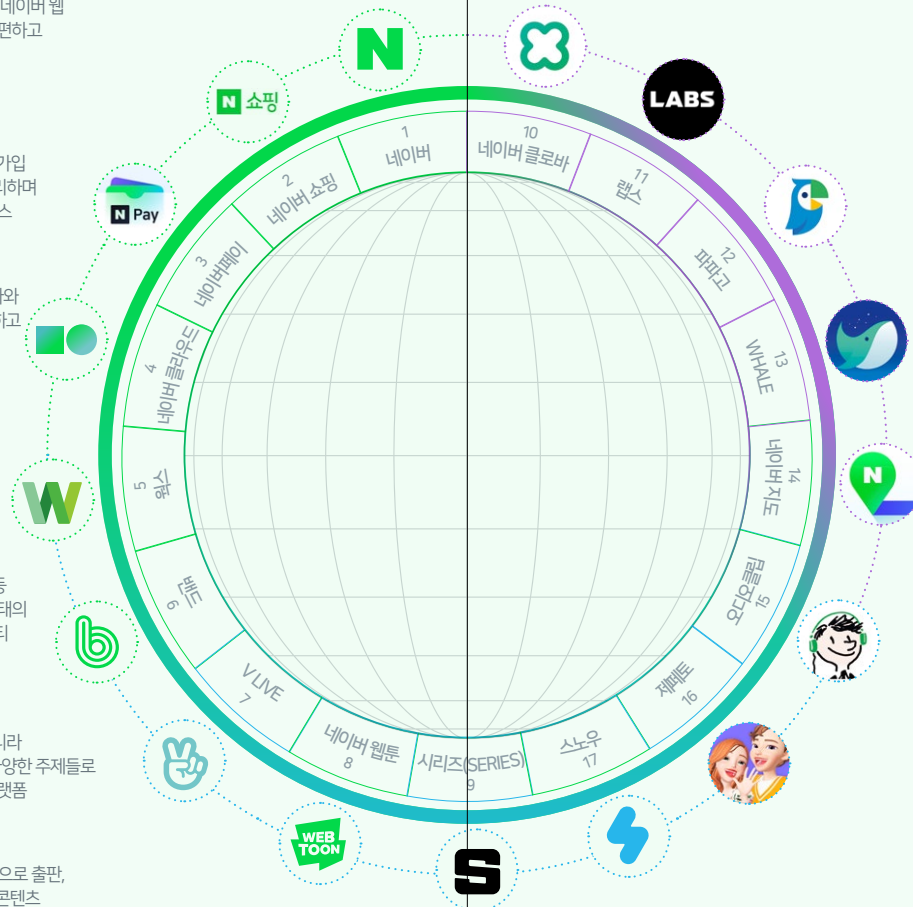 네이버 웹
편하고
가입
리하며
스
와
하고
등
태의
티
니라
양한 주제들로
랫폼
으로 출판,
콘텐츠
N
N 쇼핑
N Pay
W
b
WEB
TOON
S
LABS
N
1
네이버
2
네이버 쇼핑
3
네이버페이
4
네이버 클라우드
5
6
밴드
7
V LIVE
8
네이버 웹툰
9
시리즈(SERIES)
10
네이버 클로바
11
랩스
12
파파고
13
WHALE
14
네이버 지도
15
오디오클립
16
제페토
17
스노우